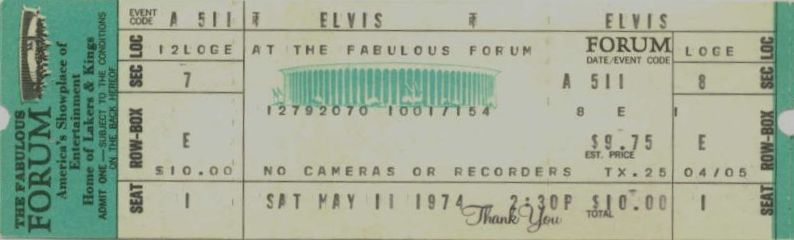 THE FABULOUS
FORUM
America's Showplace of
Entertainment
Home of Lakers & Kings
ADMIT ONE — SUBJECT TO THE CONDITIONS
ON THE BACK HEREOF
EVENT CODE A 511
SEC LOC
12LOGE
7
ROW-BOX
E
$10.00
SEAT
1
ELVIS
AT THE FABULOUS FORUM
FORUM
DATE/EVENT CODE
A 511
12792070 10017154 8 E
$9.75
EST. PRICE
NO CAMERAS OR RECORDERS TX.25
SAT MAY 11 1974 2:30P $10.00
TOTAL
Thank You
ELVIS
LOGE
SEC LOC
8
E
ROW-BOX
04/05
1
SEAT